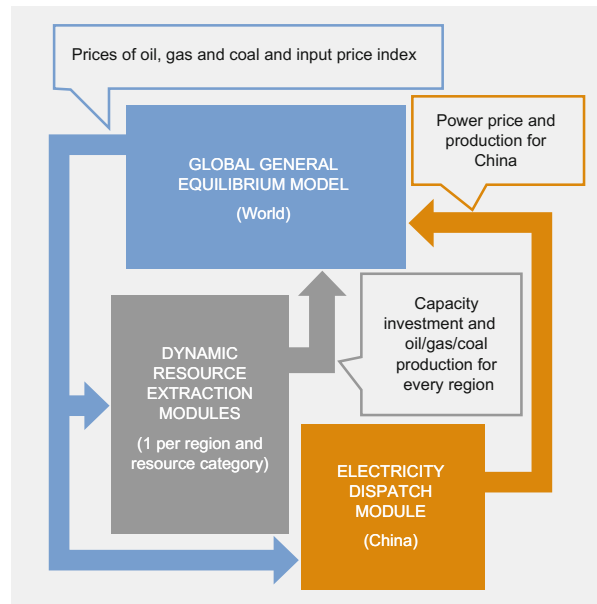 Prices of oil, gas and coal and input price index
Power price and
production for
China
GLOBAL GENERAL
EQUILIBRIUM MODEL
(World)
Capacity
investment and
oil/gas/coal
production for
every region
DYNAMIC
RESOURCE
EXTRACTION
MODULES
(1 per region and
resource category)
ELECTRICITY
DISPATCH
MODULE
(China)